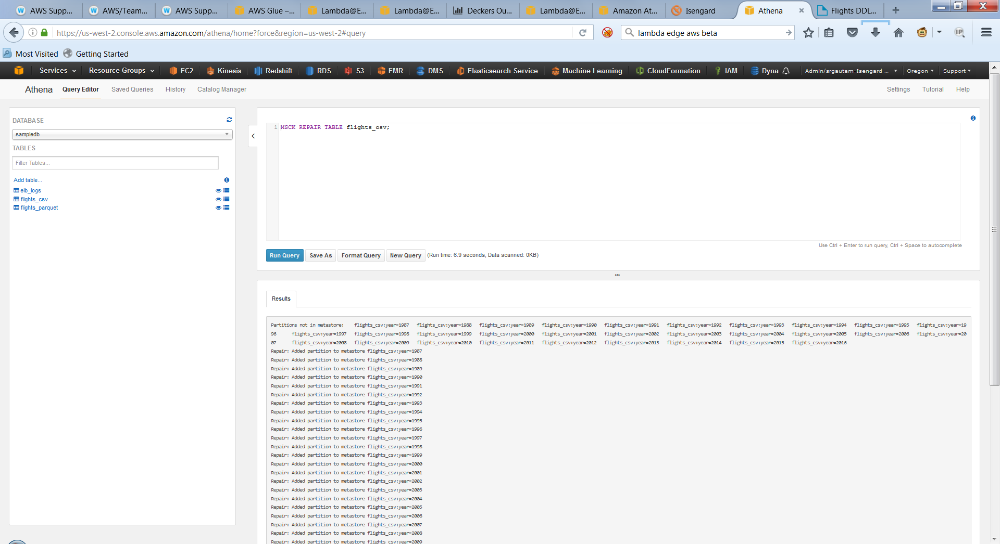 AWS Supp...
AWS/Team...
AWS Supp...
AWS Glue –...
Lambda@E...
Lambda@E...
Deckers Ou...
Lambda@E...
Amazon At...
Isengard
Athena
Flights DDL...
https://us-west-2.console.aws.amazon.com/athena/home?force&region=us-west-2#query
lambda edge aws beta
IP
Most Visited
Getting Started
Services
Resource Groups
EC2
Kinesis
Redshift
RDS
S3
EMR
DMS
Elasticsearch Service
Machine Learning
CloudFormation
IAM
Dyna
Admin/srgautam-Isengard ...
Oregon
Support
Athena
Query Editor
Saved Queries
History
Catalog Manager
Settings
Tutorial
Help
DATABASE
sampledb
TABLES
Filter Tables...
Add table...
elb_logs
flights_csv
flights_parquet
1 MSCK REPAIR TABLE flights_csv;
Use Ctrl + Enter to run query, Ctrl + Space to autocomplete
Run Query
Save As
Format Query
New Query
(Run time: 6.9 seconds, Data scanned: 0KB)
Results
Partitions not in metastore: flights_csv:year=1987 flights_csv:year=1988 flights_csv:year=1989 flights_csv:year=1990 flights_csv:year=1991 flights_csv:year=1992 flights_csv:year=1993 flights_csv:year=1994 flights_csv:year=1995 flights_csv:year=19
96 flights_csv:year=1997 flights_csv:year=1998 flights_csv:year=1999 flights_csv:year=2000 flights_csv:year=2001 flights_csv:year=2002 flights_csv:year=2003 flights_csv:year=2004 flights_csv:year=2005 flights_csv:year=2006 flights_csv:year=20
07 flights_csv:year=2008 flights_csv:year=2009 flights_csv:year=2010 flights_csv:year=2011 flights_csv:year=2012 flights_csv:year=2013 flights_csv:year=2014 flights_csv:year=2015 flights_csv:year=2016
Repair: Added partition to metastore flights_csv:year=1987
Repair: Added partition to metastore flights_csv:year=1988
Repair: Added partition to metastore flights_csv:year=1989
Repair: Added partition to metastore flights_csv:year=1990
Repair: Added partition to metastore flights_csv:year=1991
Repair: Added partition to metastore flights_csv:year=1992
Repair: Added partition to metastore flights_csv:year=1993
Repair: Added partition to metastore flights_csv:year=1994
Repair: Added partition to metastore flights_csv:year=1995
Repair: Added partition to metastore flights_csv:year=1996
Repair: Added partition to metastore flights_csv:year=1997
Repair: Added partition to metastore flights_csv:year=1998
Repair: Added partition to metastore flights_csv:year=1999
Repair: Added partition to metastore flights_csv:year=2000
Repair: Added partition to metastore flights_csv:year=2001
Repair: Added partition to metastore flights_csv:year=2002
Repair: Added partition to metastore flights_csv:year=2003
Repair: Added partition to metastore flights_csv:year=2004
Repair: Added partition to metastore flights_csv:year=2005
Repair: Added partition to metastore flights_csv:year=2006
Repair: Added partition to metastore flights_csv:year=2007
Repair: Added partition to metastore flights_csv:year=2008
Repair: Added partition to metastore flights_csv:year=2009